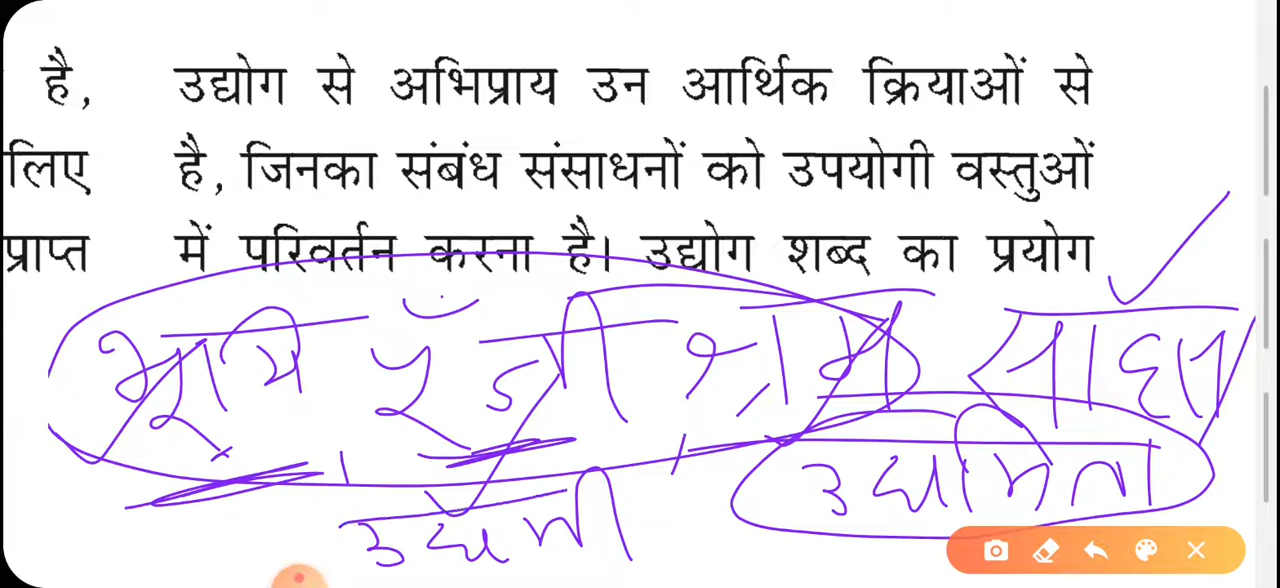 है, उद्योग से अभिप्राय उन आर्थिक क्रियाओं से
लिए है, जिनका संबंध संसाधनों को उपयोगी वस्तुओं
प्राप्त में परिवर्तन करना है। उद्योग शब्द का प्रयोग
भूमि पूँजी श्रम साहस
उद्यमिता
उद्यमी